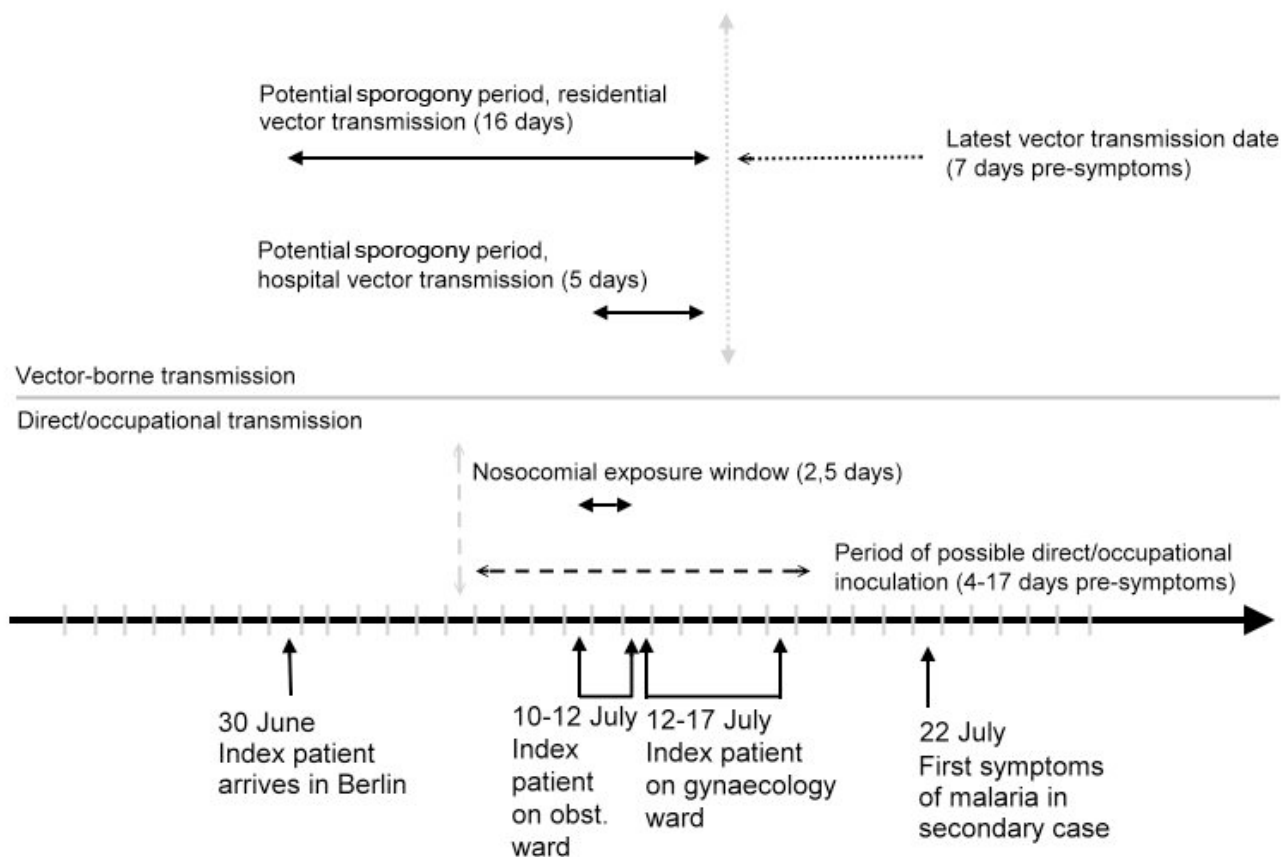 Potential sporogony period, residential
vector transmission (16 days)
Latest vector transmission date
(7 days pre-symptoms)
Potential sporogony period,
hospital vector transmission (5 days)
Vector-borne transmission
Direct/occupational transmission
Nosocomial exposure window (2,5 days)
Period of possible direct/occupational
inoculation (4-17 days pre-symptoms)
30 June
Index patient
arrives in Berlin
10-12 July
Index
patient
on obst.
ward
12-17 July
Index patient
on gynaecology
ward
22 July
First symptoms
of malaria in
secondary case